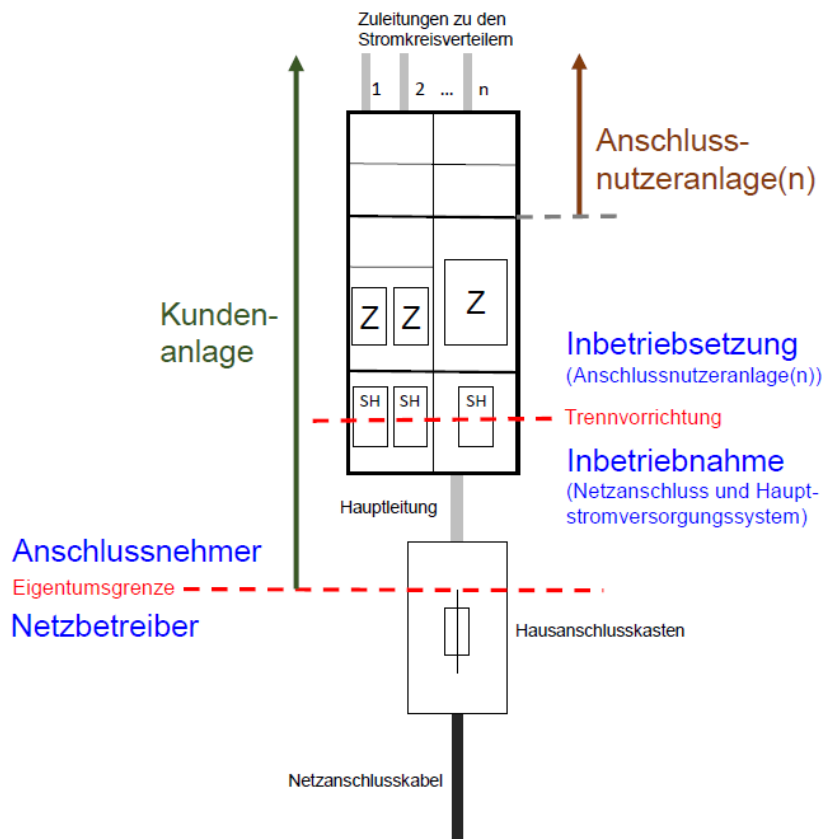 Zuleitungen zu den
Stromkreisverteilern
1 2 ... n
Anschluss-
nutzeranlage(n)
Kunden-
anlage
Z Z Z
Inbetriebsetzung
(Anschlussnutzeranlage(n))
SH SH SH
Trennvorrichtung
Inbetriebnahme
(Netzanschluss und Haupt-
stromversorgungssystem)
Hauptleitung
Anschlussnehmer
Eigentumsgrenze
Netzbetreiber
Hausanschlusskasten
Netzanschlusskabel